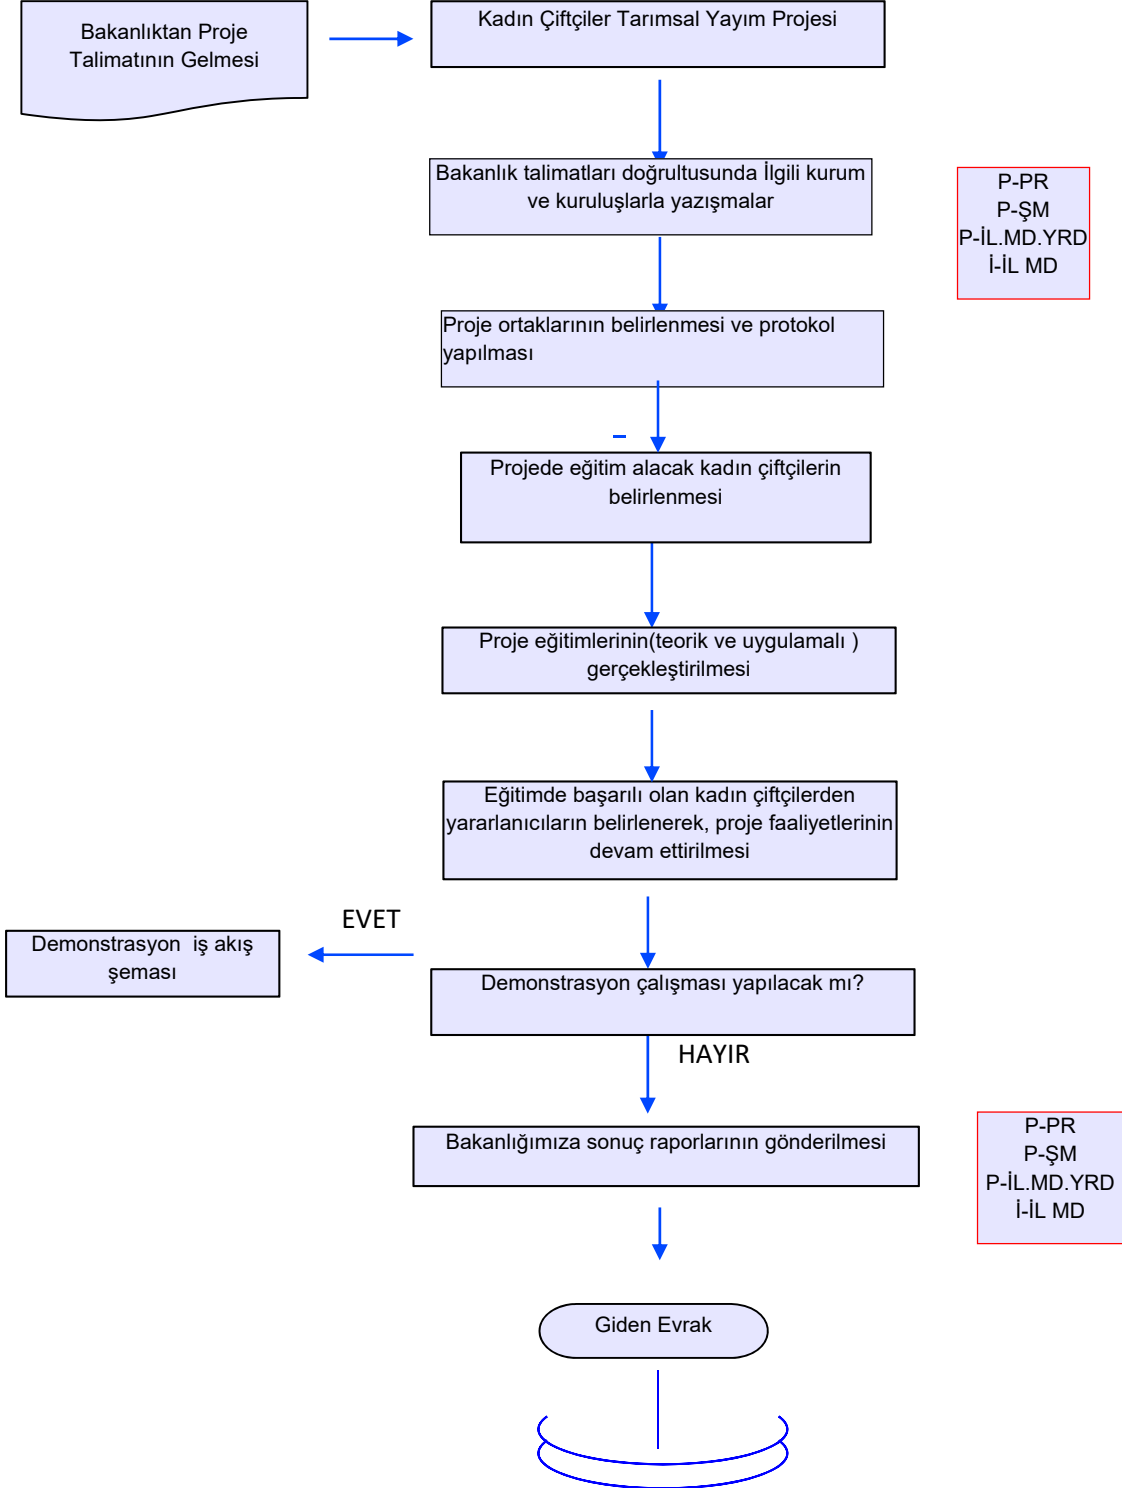 Bakanlıktan Proje
Talimatının Gelmesi
Kadın Çiftçiler Tarımsal Yayım Projesi
Bakanlık talimatları doğrultusunda İlgili kurum
ve kuruluşlarla yazışmalar
P-PR
P-ŞM
P-İL.MD.YRD
İ-İL MD
Proje ortaklarının belirlenmesi ve protokol
yapılması
Projede eğitim alacak kadın çiftçilerin
belirlenmesi
Proje eğitimlerinin(teorik ve uygulamalı )
gerçekleştirilmesi
Eğitimde başarılı olan kadın çiftçilerden
yararlanıcıların belirlenerek, proje faaliyetlerinin
devam ettirilmesi
EVET
Demonstrasyon  iş akış
şeması
Demonstrasyon çalışması yapılacak mı?
HAYIR
Bakanlığımıza sonuç raporlarının gönderilmesi
P-PR
P-ŞM
P-İL.MD.YRD
İ-İL MD
Giden Evrak